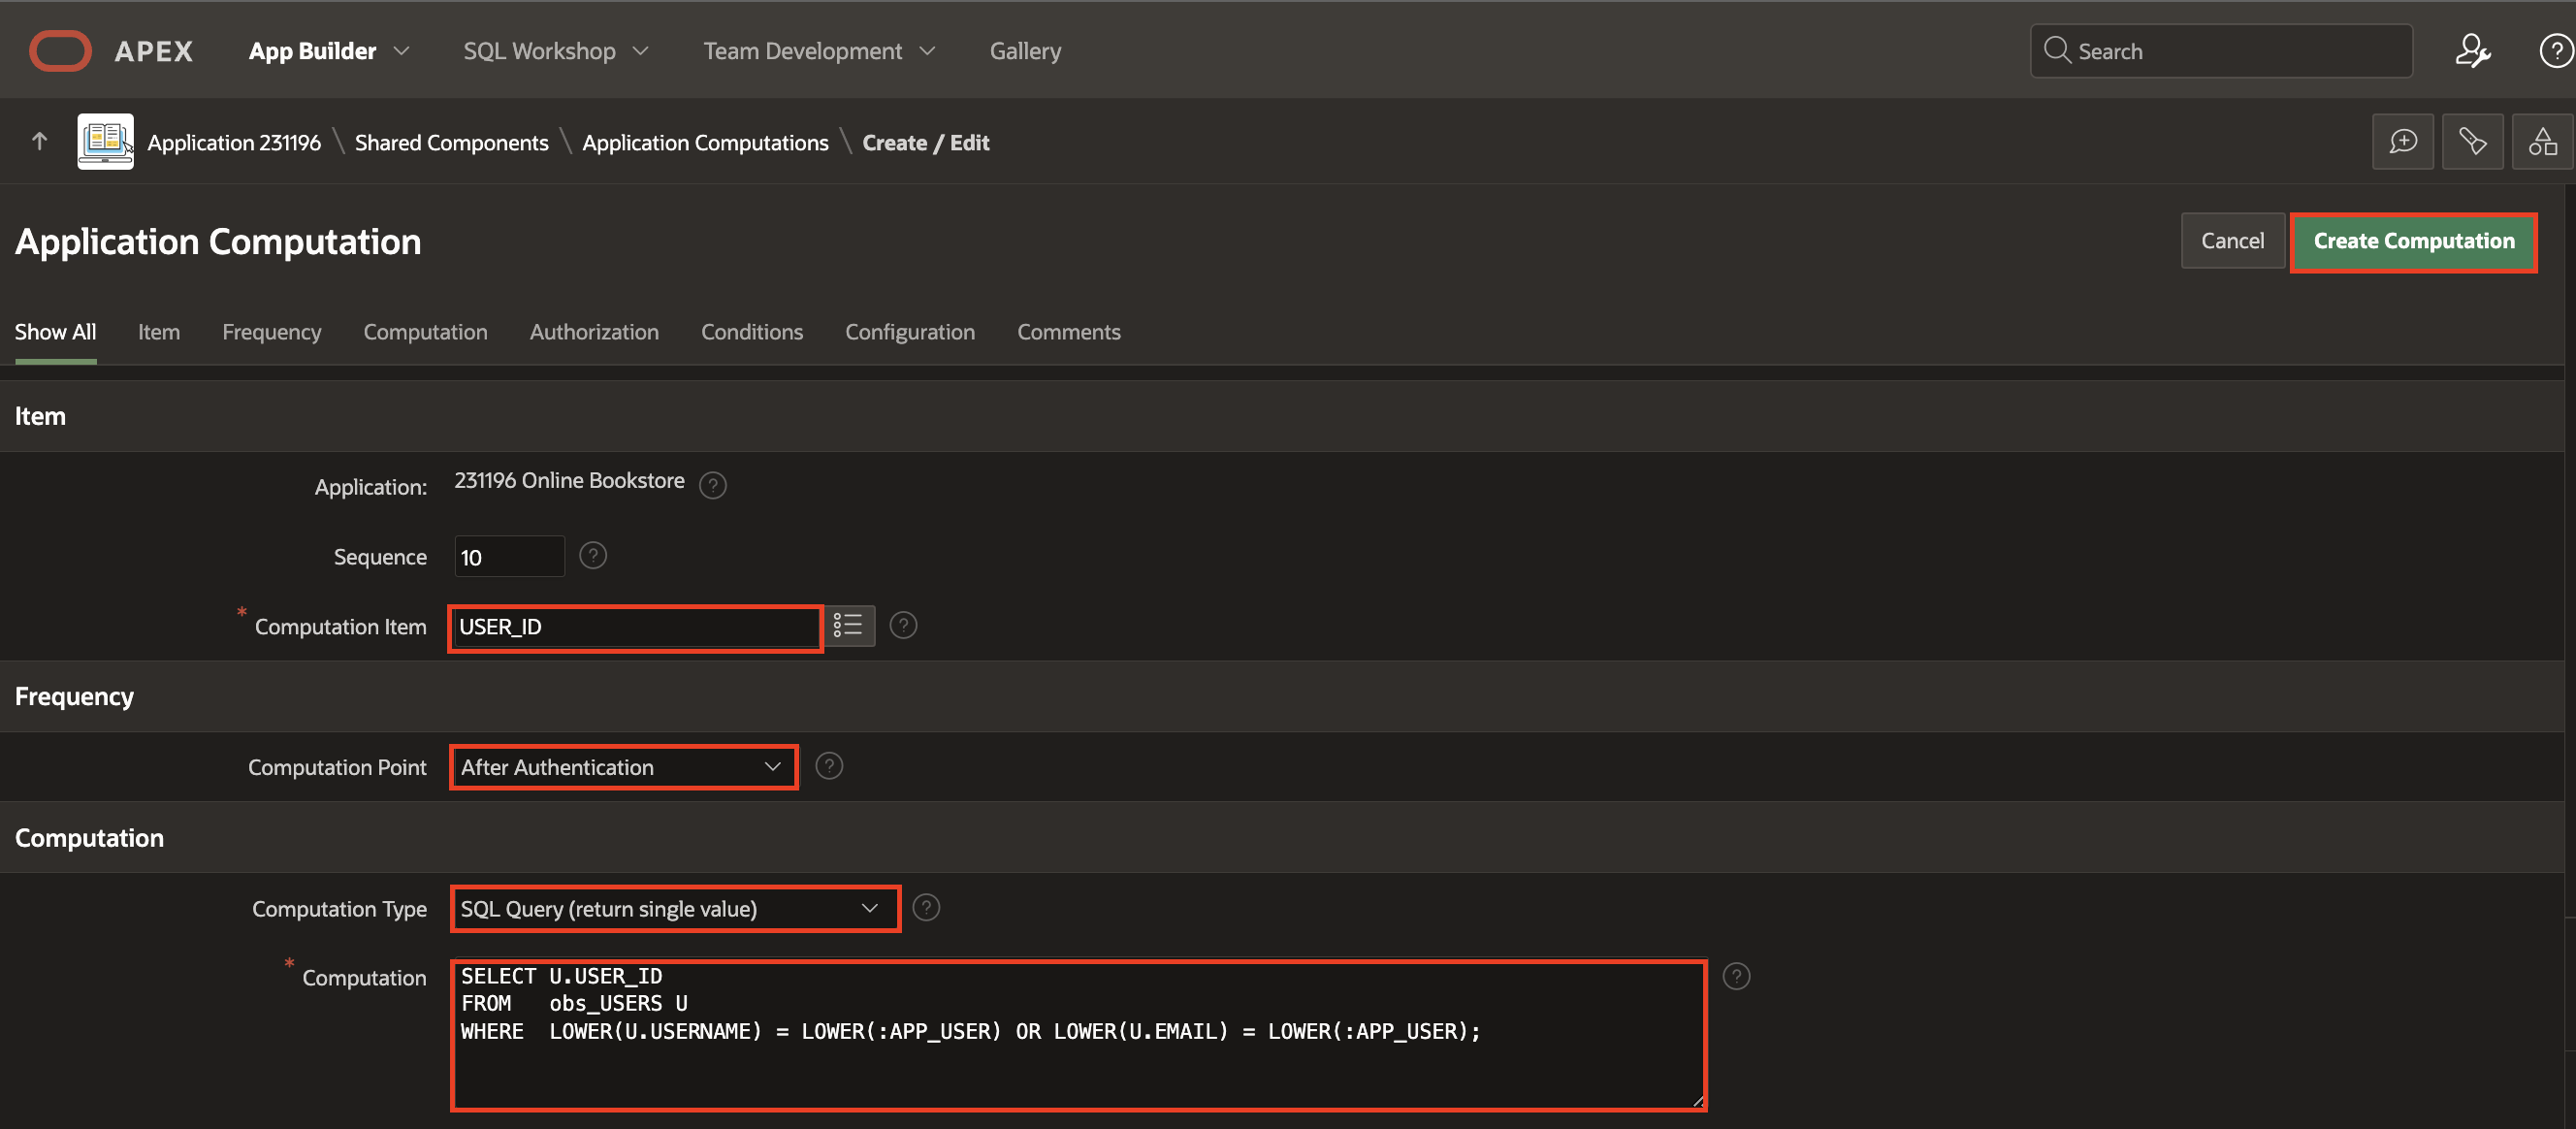 APEX App Builder SQL Workshop Team Development Gallery Search
Application 231196 \ Shared Components \ Application Computations \ Create / Edit
Application Computation
Cancel Create Computation
Show All Item Frequency Computation Authorization Conditions Configuration Comments
Item
Application: 231196 Online Bookstore
Sequence 10
* Computation Item USER_ID
Frequency
Computation Point After Authentication
Computation
Computation Type SQL Query (return single value)
* Computation
SELECT U.USER_ID
FROM   obs_USERS U
WHERE  LOWER(U.USERNAME) = LOWER(:APP_USER) OR LOWER(U.EMAIL) = LOWER(:APP_USER);